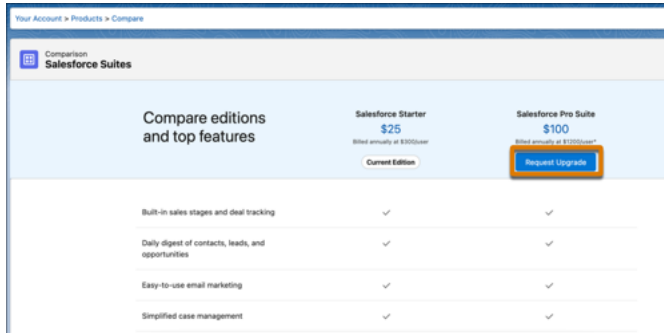 Your Account > Products > Compare
Comparison
Salesforce Suites
Compare editions
and top features
Salesforce Starter
$25
Billed annually at $300/user
Current Edition
Salesforce Pro Suite
$100
Billed annually at $1200/user*
Request Upgrade
Built-in sales stages and deal tracking
Daily digest of contacts, leads, and
opportunities
Easy-to-use email marketing
Simplified case management